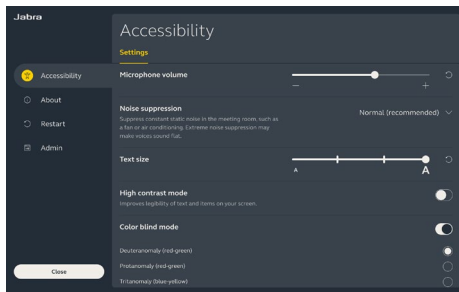 Jabra
Accessibility
Settings
Accessibility
About
Restart
Admin
Close
Microphone volume
Noise suppression
Suppress constant static noise in the meeting room, such as
a fan or air conditioning. Extreme noise suppression may
make voices sound flat.
Normal (recommended)
Text size
A
A
High contrast mode
Improves legibility of text and items on your screen.
Color blind mode
Deuteranomaly (red-green)
Protanomaly (red-green)
Tritanomaly (blue-yellow)